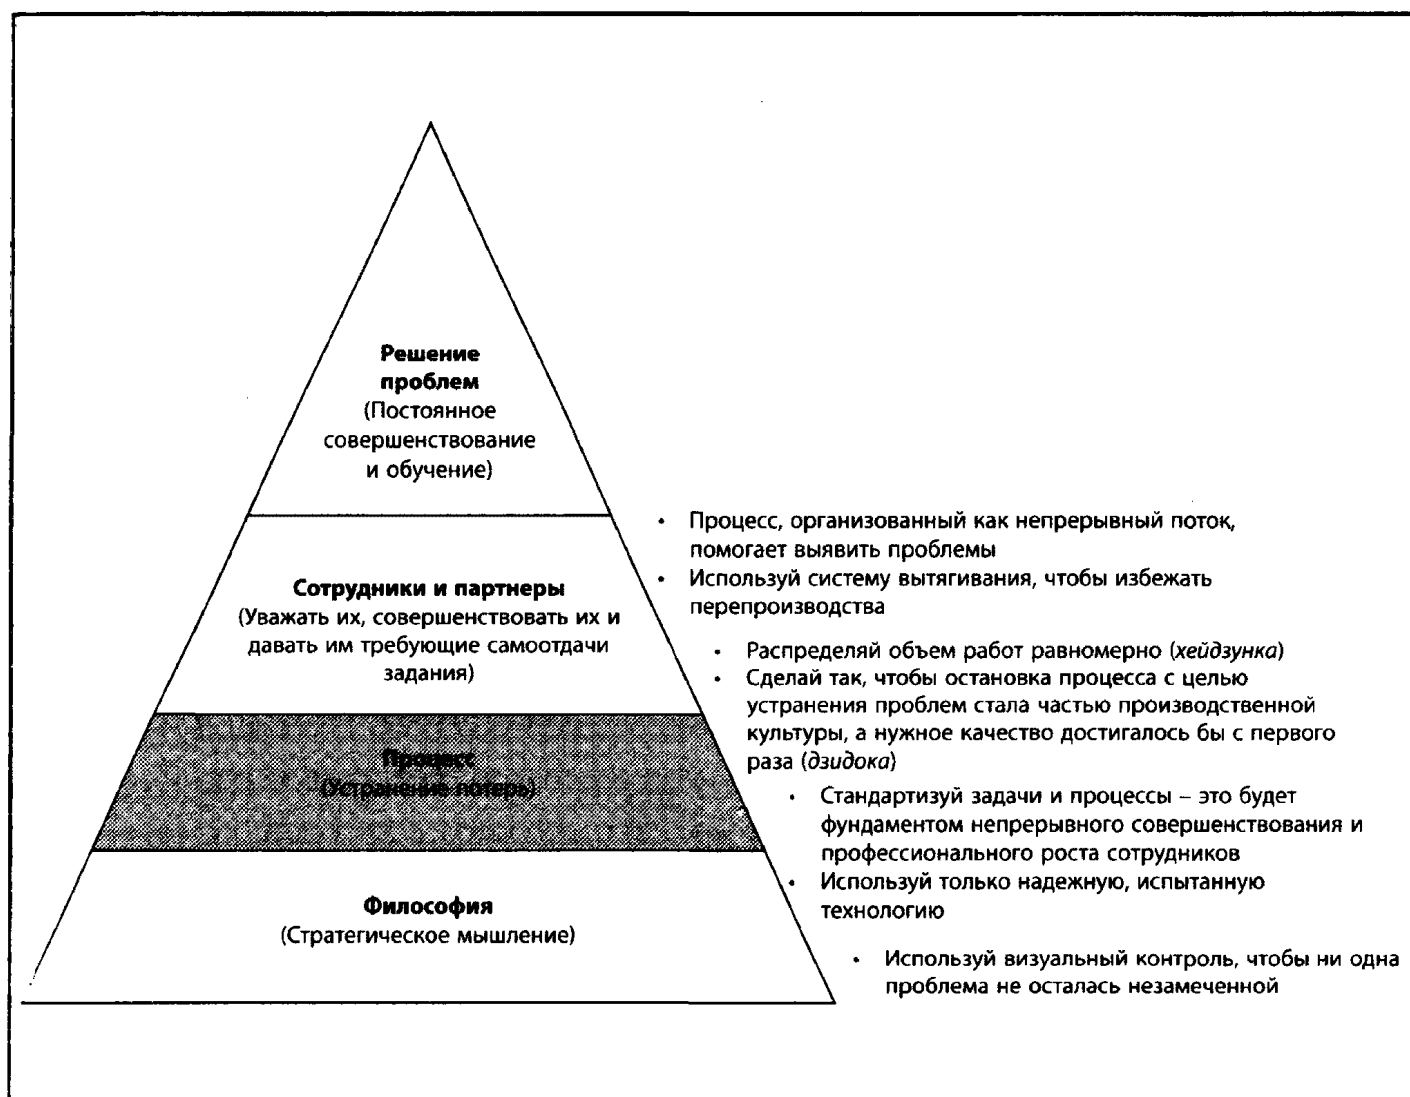 Решение
проблем
(Постоянное
совершенствование
и обучение)
Сотрудники и партнеры
(Уважать их, совершенствовать их и
давать им требующие самоотдачи
задания)
Процесс
(Устранение потерь)
Философия
(Стратегическое мышление)
• Процесс, организованный как непрерывный поток,
помогает выявить проблемы
• Используй систему вытягивания, чтобы избежать
перепроизводства
• Распределяй объем работ равномерно (хейдзунка)
• Сделай так, чтобы остановка процесса с целью
устранения проблем стала частью производственной
культуры, а нужное качество достигалось бы с первого
раза (дзидока)
• Стандартизуй задачи и процессы – это будет
фундаментом непрерывного совершенствования и
профессионального роста сотрудников
• Используй только надежную, испытанную
технологию
• Используй визуальный контроль, чтобы ни одна
проблема не осталась незамеченной